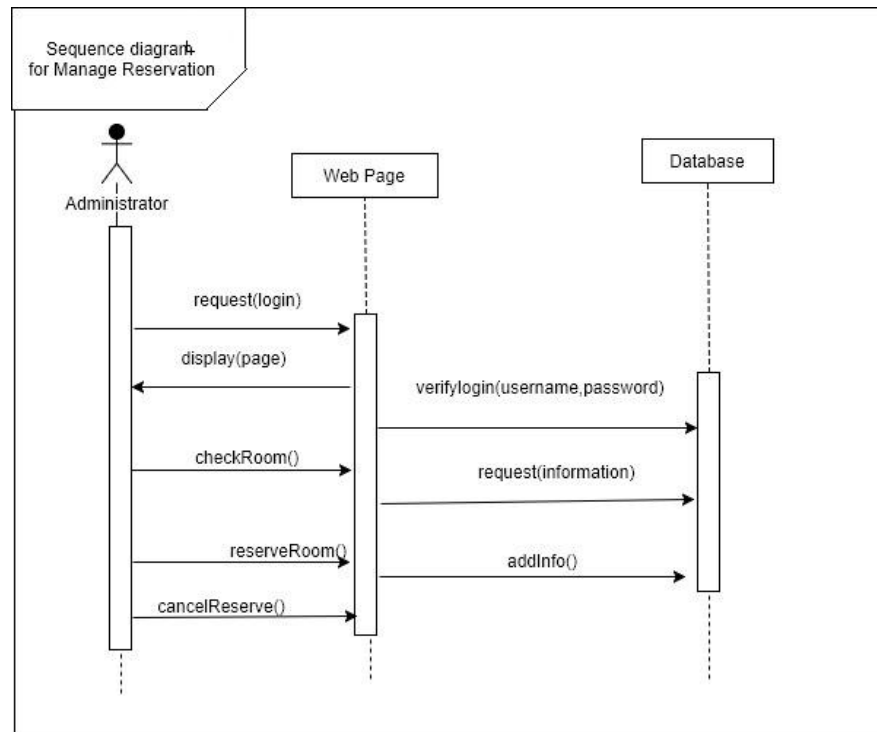 Sequence diagram
for Manage Reservation
Administrator
Web Page
Database
request(login)
display(page)
verifylogin(username,password)
checkRoom()
request(information)
reserveRoom()
addInfo()
cancelReserve()